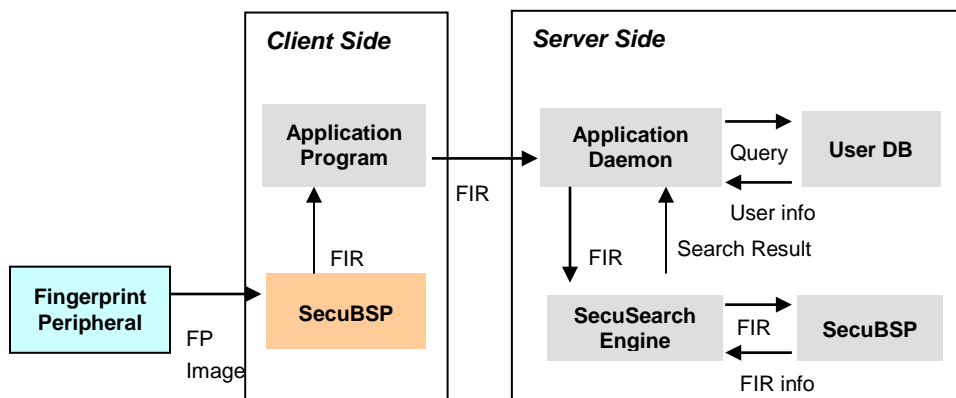 Client Side
Server Side
Application
Program
Application
Daemon
Query
User DB
FIR
User info
FIR
FIR
Search Result
Fingerprint
Peripheral
SecuBSP
SecuSearch
Engine
FIR
SecuBSP
FP
Image
FIR info